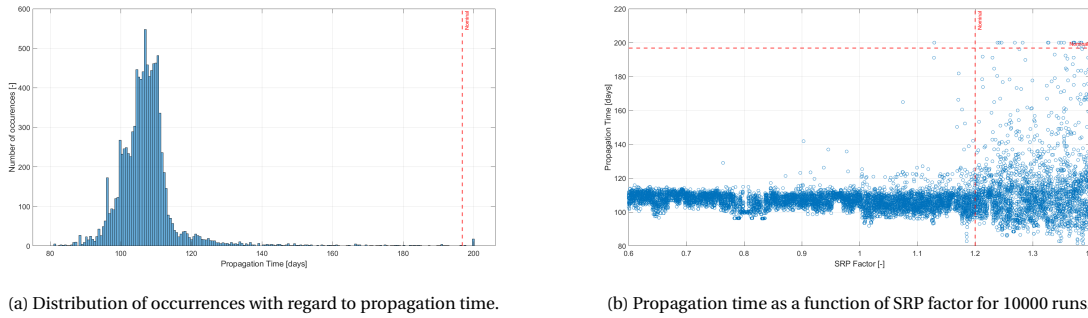 600
500
400
300
200
100
0
Number of occurences [-]
80 100 120 140 160 180 200
Propagation Time [days]
Nominal
(a) Distribution of occurrences with regard to propagation time.
220
200
180
160
140
120
100
80
Propagation Time [days]
0.6 0.7 0.8 0.9 1 1.1 1.2 1.3
SRP Factor [-]
Nominal
(b) Propagation time as a function of SRP factor for 10000 runs